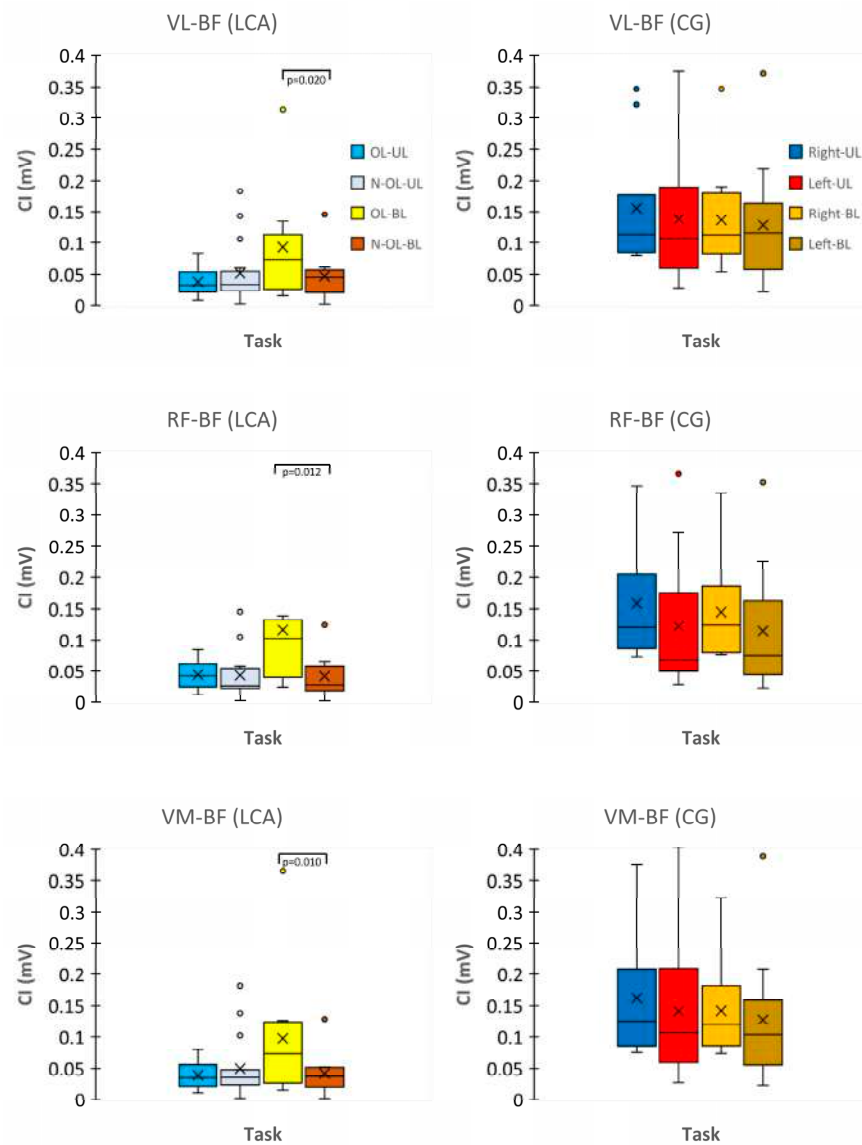 VL-BF (LCA)
0.4
0.35
0.3
0.25
0.2
0.15
0.1
0.05
0
CI (mV)
p=0.020
OL-UL
N-OL-UL
OL-BL
N-OL-BL
Task
VL-BF (CG)
0.4
0.35
0.3
0.25
0.2
0.15
0.1
0.05
0
CI (mV)
Right-UL
Left-UL
Right-BL
Left-BL
Task
RF-BF (LCA)
0.4
0.35
0.3
0.25
0.2
0.15
0.1
0.05
0
CI (mV)
p=0.012
Task
RF-BF (CG)
0.4
0.35
0.3
0.25
0.2
0.15
0.1
0.05
0
CI (mV)
Task
VM-BF (LCA)
0.4
0.35
0.3
0.25
0.2
0.15
0.1
0.05
0
CI (mV)
p=0.010
Task
VM-BF (CG)
0.4
0.35
0.3
0.25
0.2
0.15
0.1
0.05
0
CI (mV)
Task